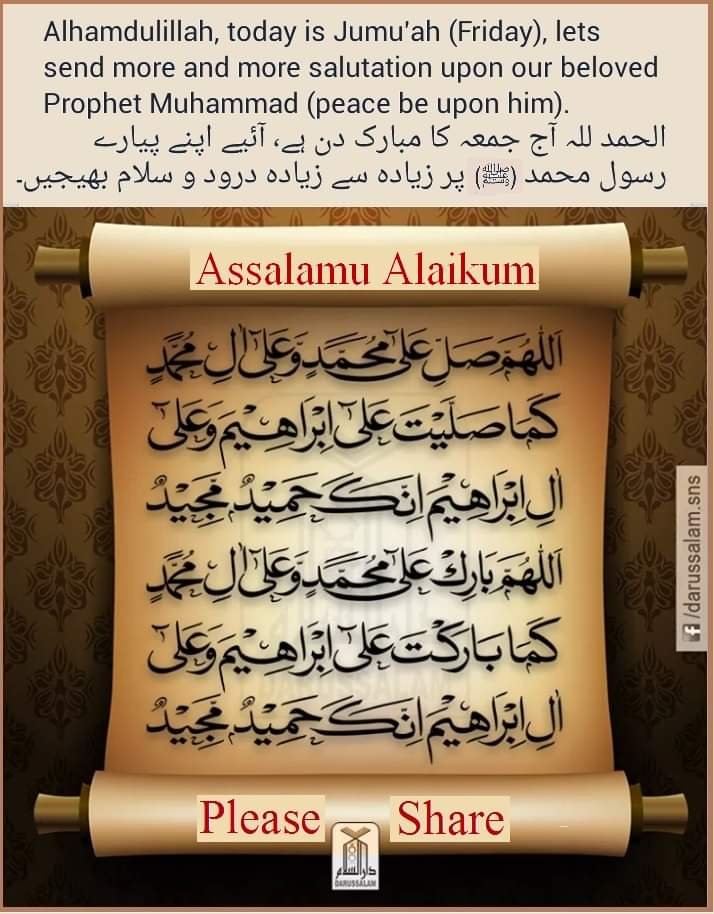 Alhamdulillah, today is Jumu'ah (Friday), lets
send more and more salutation upon our beloved
Prophet Muhammad (peace be upon him).
الحمد للہ آج جمعہ کا مبارک دن ہے، آئیے اپنے پیارے
رسول محمد (ﷺ) پر زیادہ سے زیادہ درود و سلام بھیجیں۔
Assalamu Alaikum
اَللّٰهُمَّ صَلِّ عَلٰى مُحَمَّدٍ وَّعَلٰٓى اٰلِ مُحَمَّدٍ
كَمَا صَلَّيْتَ عَلٰٓى اِبْرَاهِيْمَ وَعَلٰٓى
اٰلِ اِبْرَاهِيْمَ اِنَّكَ حَمِيْدٌ مَّجِيْدٌ
اَللّٰهُمَّ بَارِكْ عَلٰى مُحَمَّدٍ وَّعَلٰٓى اٰلِ مُحَمَّدٍ
كَمَا بَارَكْتَ عَلٰٓى اِبْرَاهِيْمَ وَعَلٰٓى
اٰلِ اِبْرَاهِيْمَ اِنَّكَ حَمِيْدٌ مَّجِيْدٌ
DARUSSALAM
Please Share
دارالسلام
DARUSSALAM
f /darussalam.sns